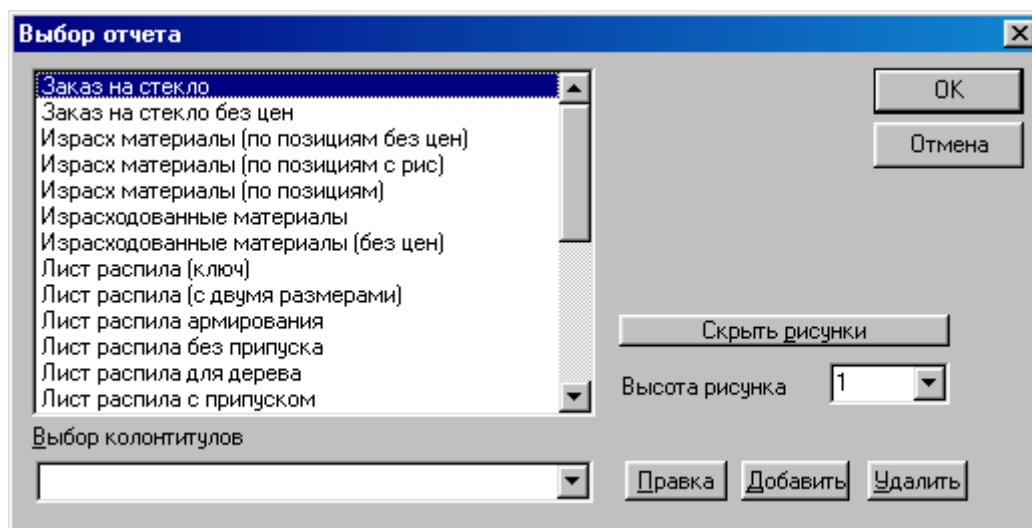 Выбор отчета
Заказ на стекло
Заказ на стекло без цен
Израсх материалы (по позициям без цен)
Израсх материалы (по позициям с рис)
Израсх материалы (по позициям)
Израсходованные материалы
Израсходованные материалы (без цен)
Лист распила (ключ)
Лист распила (с двумя размерами)
Лист распила армирования
Лист распила без припуска
Лист распила для дерева
Лист распила с припуском
OK
Отмена
Скрыть рисунки
Высота рисунка 1
Выбор колонтитулов
Правка Добавить Удалить